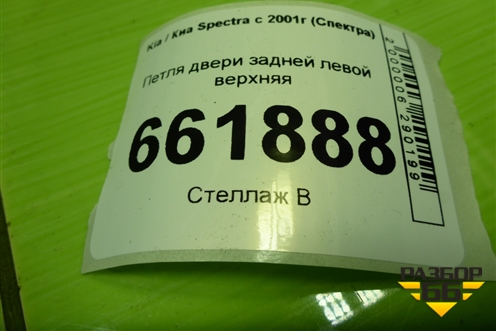 Kia / Киа Spectra с 2001г (Спектра)
Петля двери задней левой
верхняя
661888
Стеллаж В
2000006290199
РАЗБОР
66